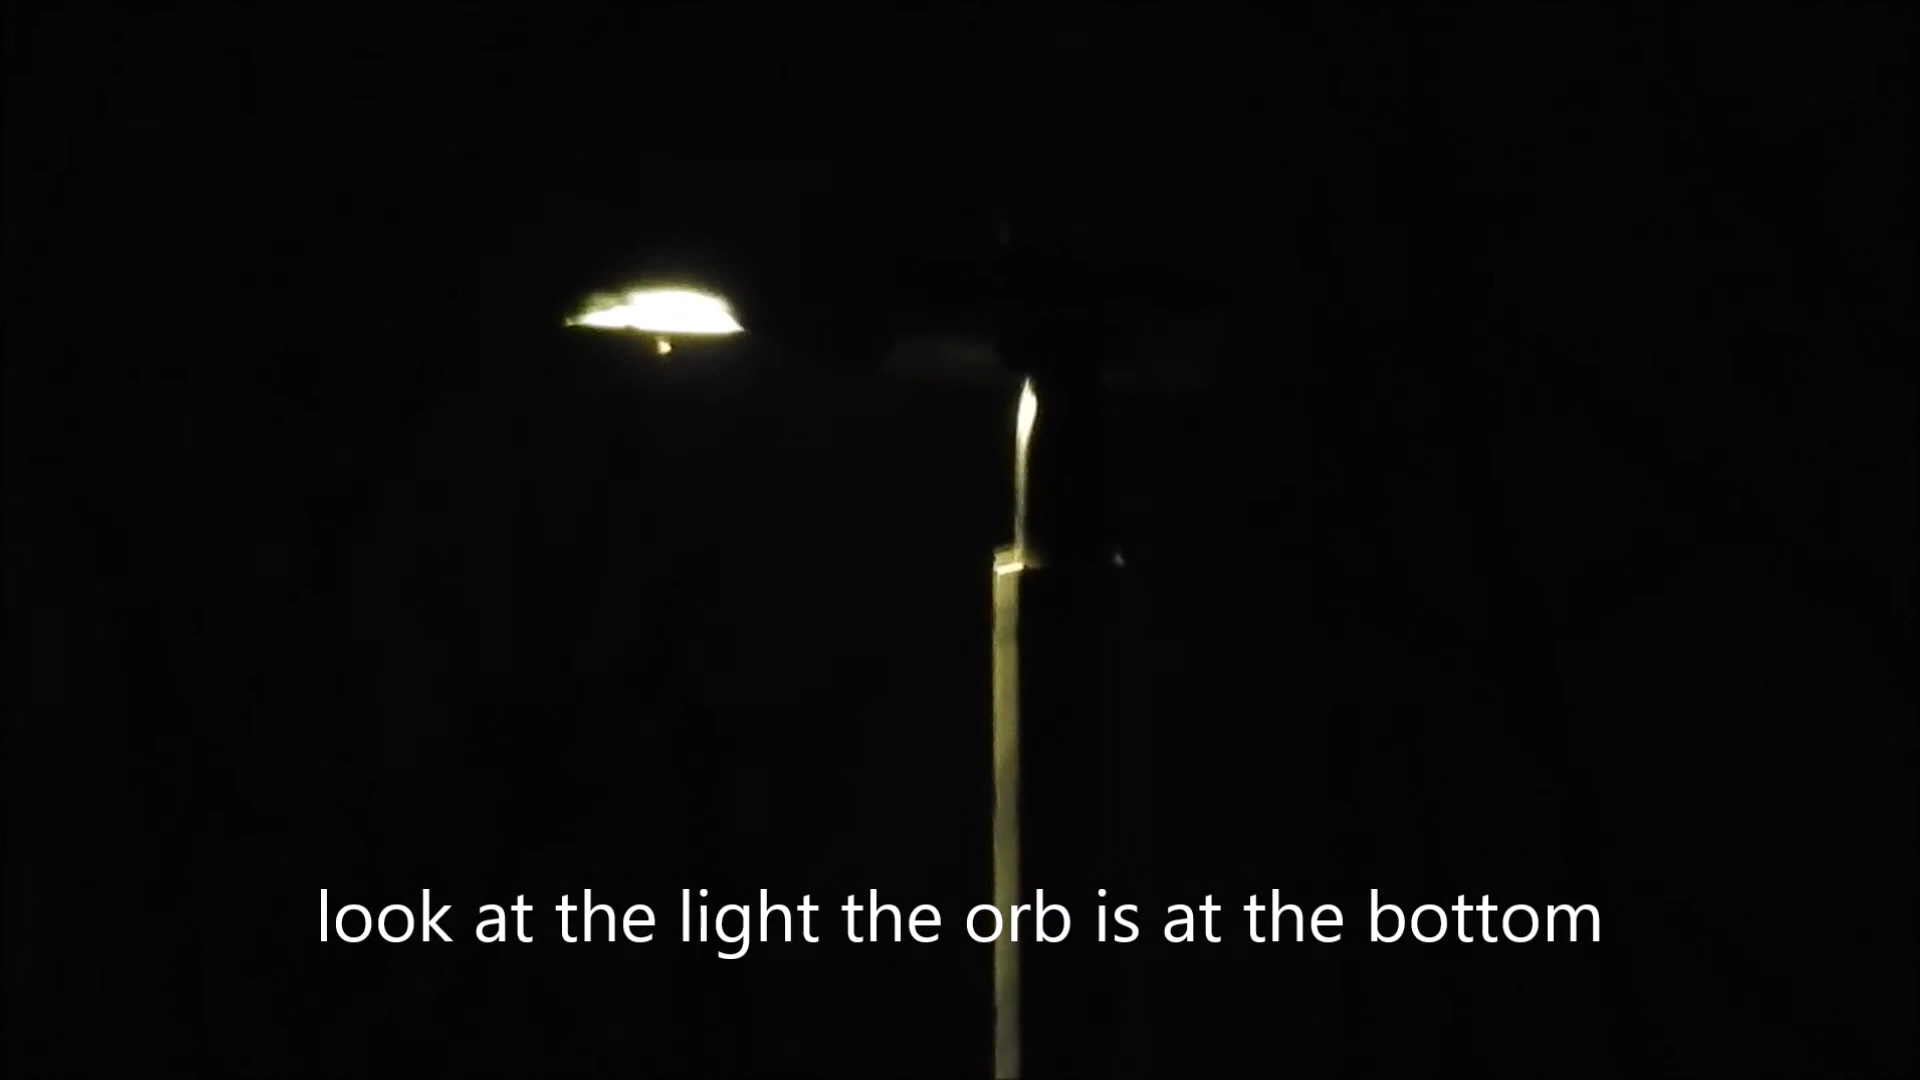 look at the light the orb is at the bottom